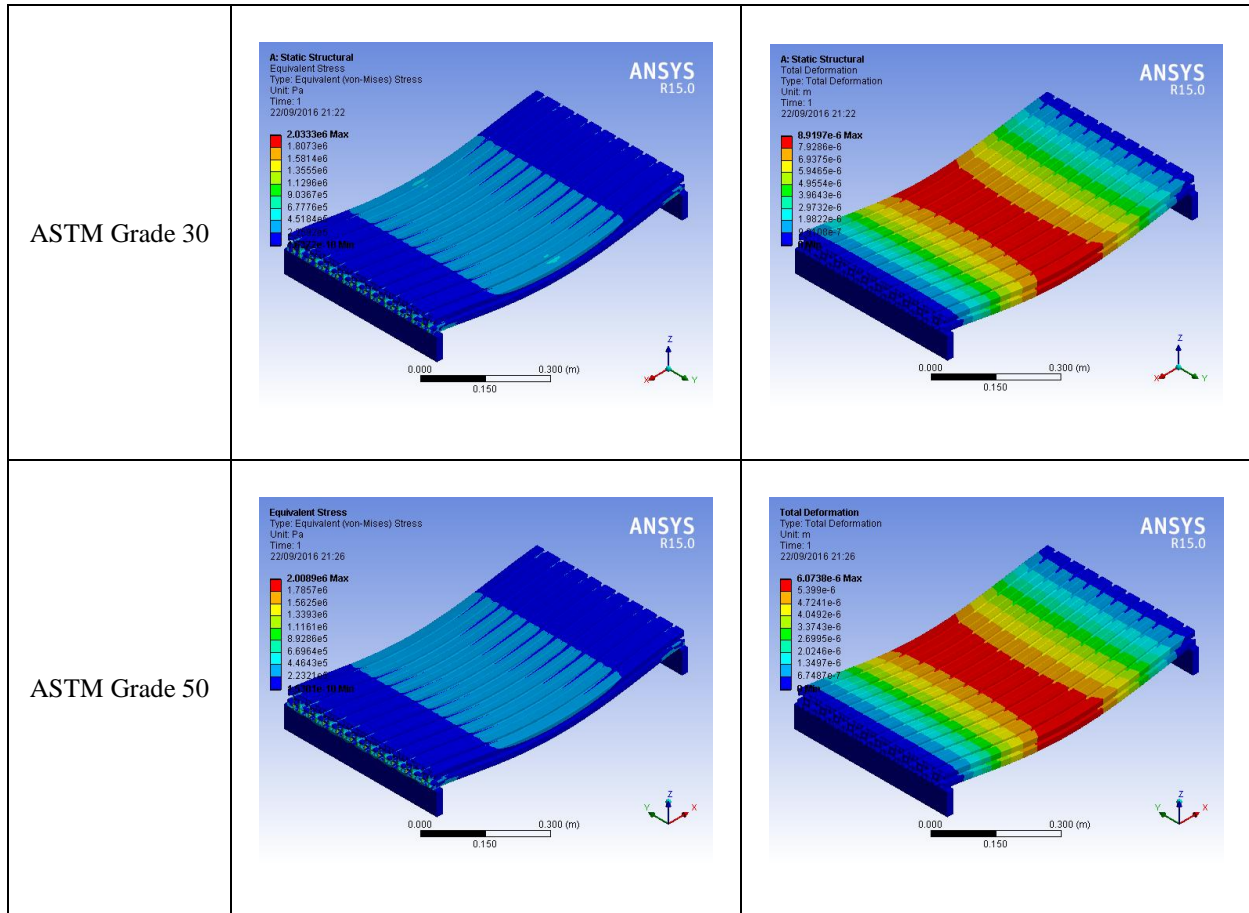 ASTM Grade 30
A: Static Structural
Equivalent Stress
Type: Equivalent (von-Mises) Stress
Unit: Pa
Time: 1
22/09/2016 21:22
ANSYS
R15.0
2.0333e6 Max
1.8073e6
1.5814e6
1.3555e6
1.1296e6
9.0367e5
6.7776e5
4.5184e5
Min
0.000
0.300 (m)
0.150
Z
X
Y
A: Static Structural
Total Deformation
Type: Total Deformation
Unit: m
Time: 1
22/09/2016 21:22
ANSYS
R15.0
8.9197e-6 Max
7.9286e-6
6.9375e-6
5.9465e-6
4.9554e-6
3.9643e-6
2.9732e-6
1.9822e-6
Min
0.000
0.300 (m)
0.150
Z
X
Y
ASTM Grade 50
Equivalent Stress
Type: Equivalent (von-Mises) Stress
Unit: Pa
Time: 1
22/09/2016 21:26
ANSYS
R15.0
2.0089e6 Max
1.7857e6
1.5625e6
1.3393e6
1.1161e6
8.9286e5
6.6964e5
4.4643e5
2.2321e5
Min
0.000
0.300 (m)
0.150
Z
Y
X
Total Deformation
Type: Total Deformation
Unit: m
Time: 1
22/09/2016 21:26
ANSYS
R15.0
6.0738e-6 Max
5.399e-6
4.7241e-6
4.0492e-6
3.3743e-6
2.6995e-6
2.0246e-6
1.3497e-6
6.7487e-7
Min
0.000
0.300 (m)
0.150
Z
Y
X